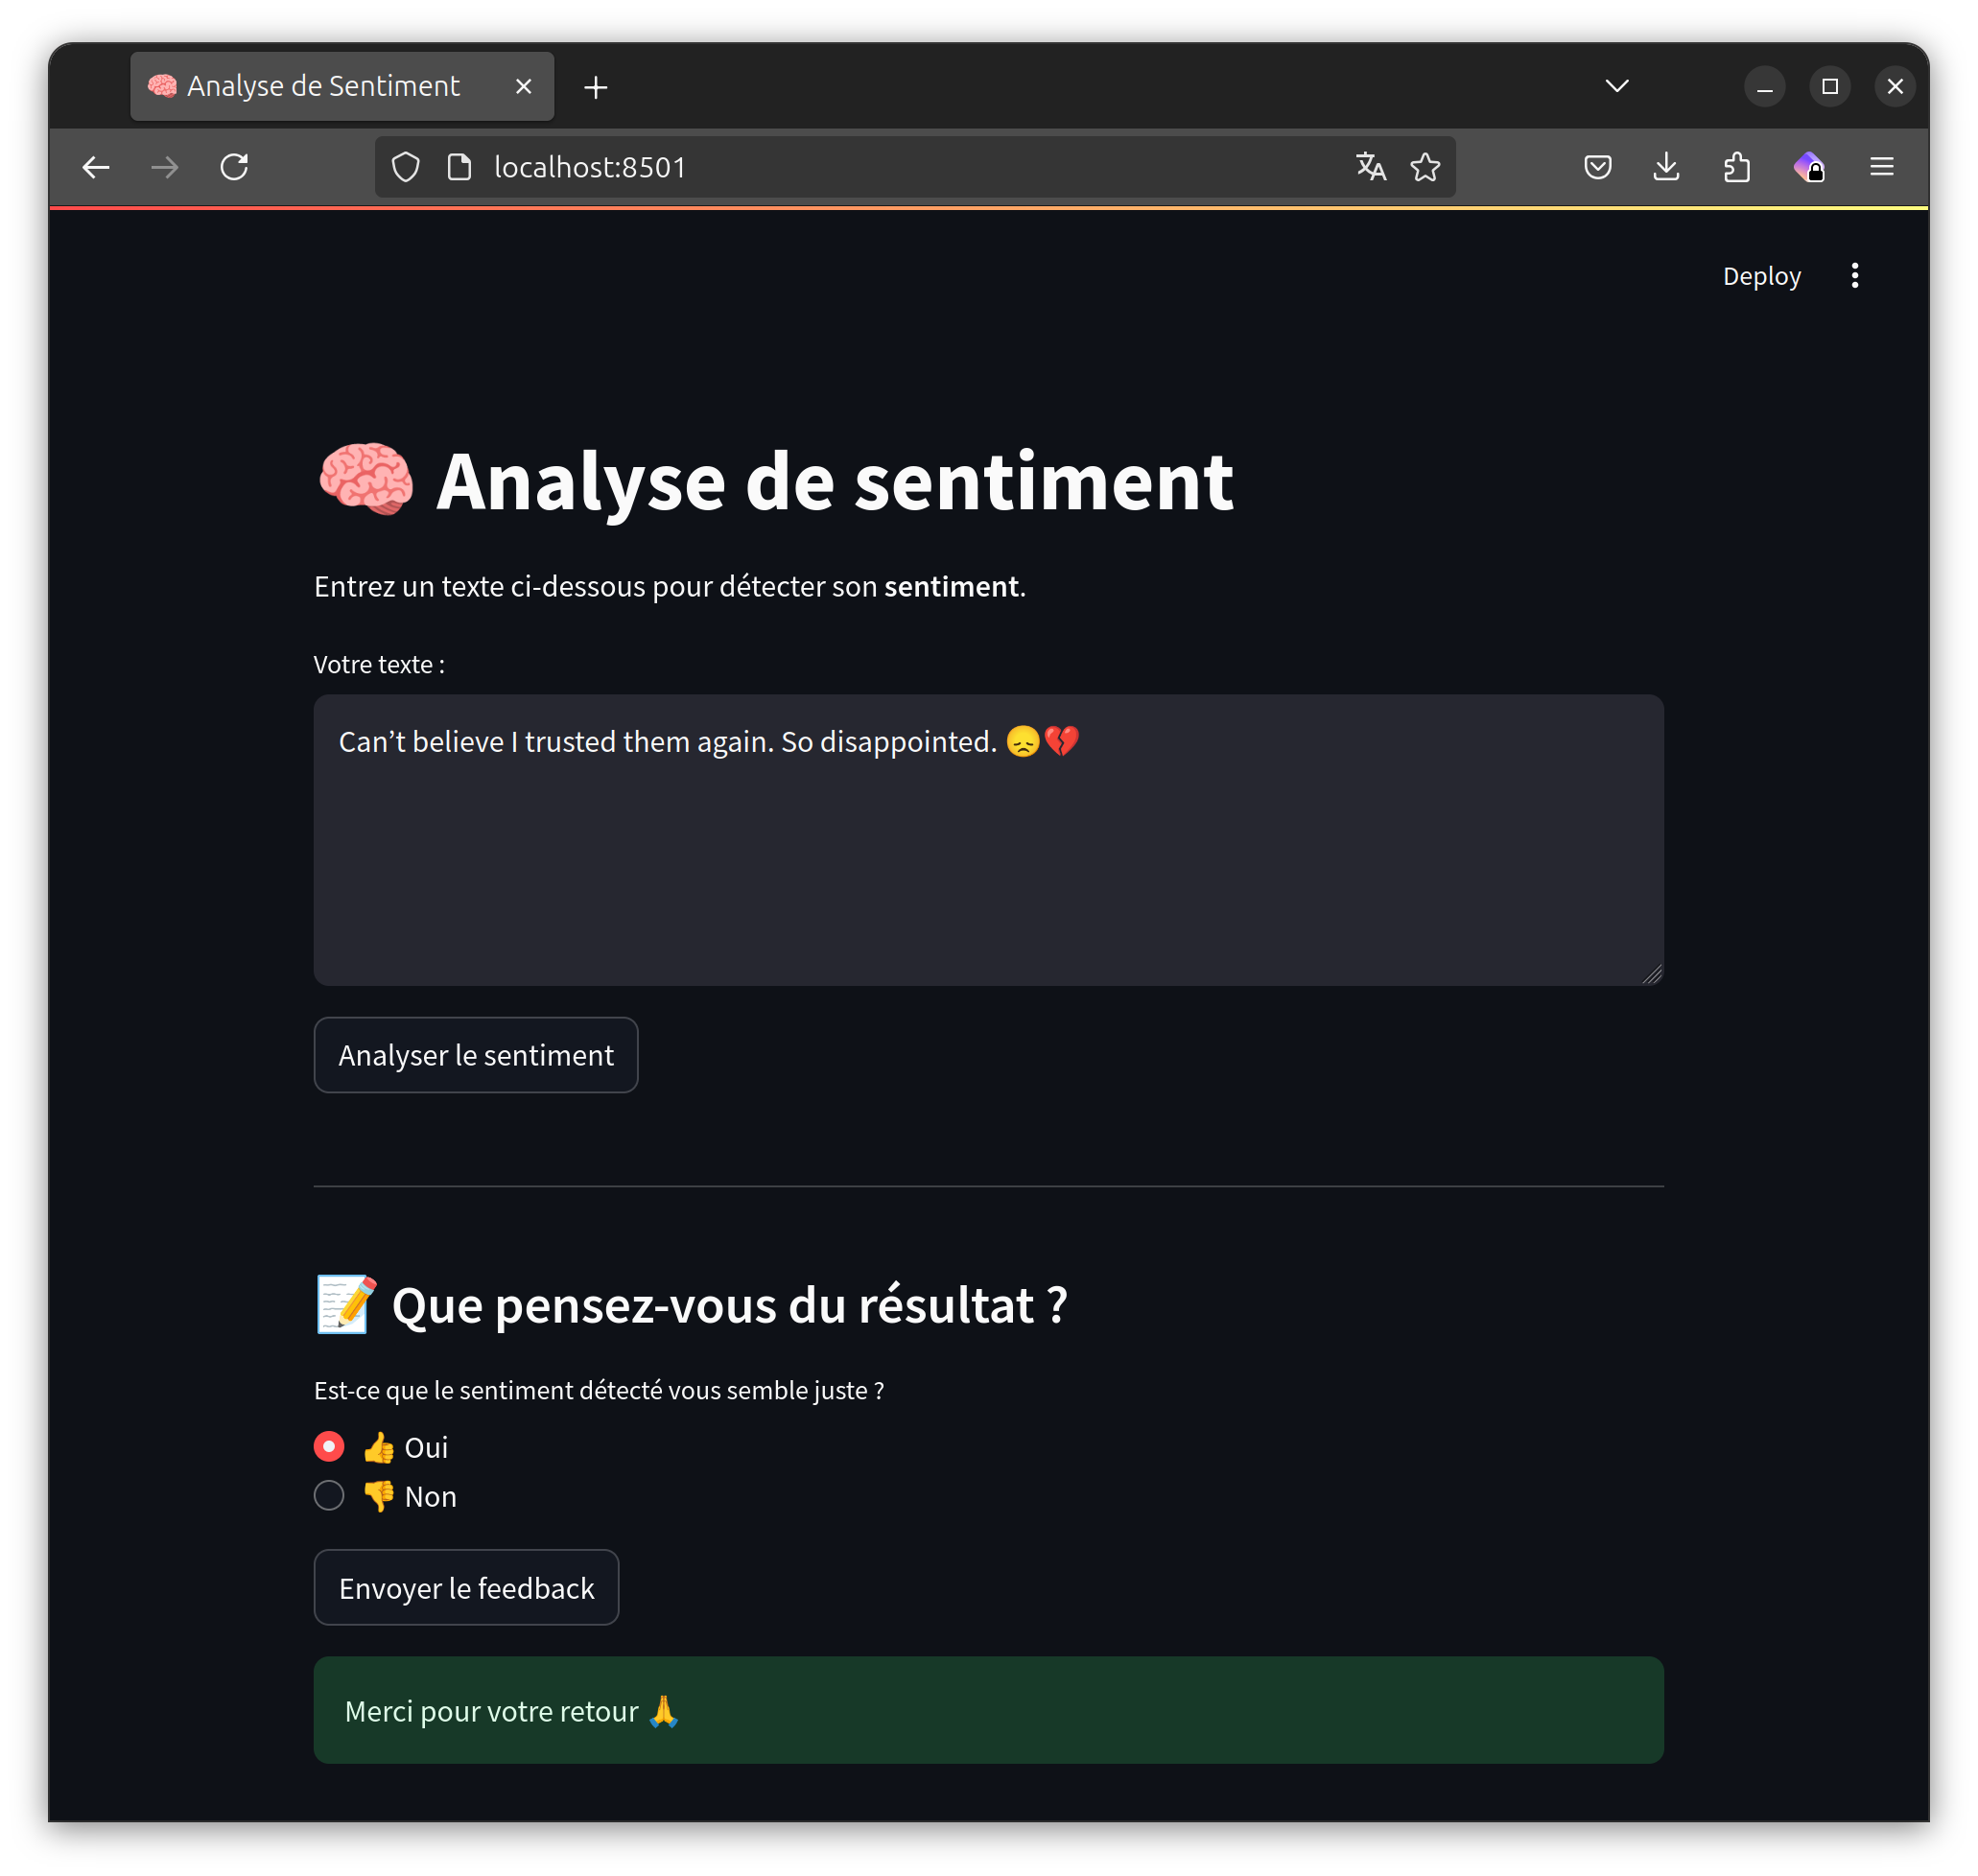 🧠 Analyse de Sentiment
localhost:8501
Deploy
🧠 Analyse de sentiment
Entrez un texte ci-dessous pour détecter son sentiment.
Votre texte :
Can’t believe I trusted them again. So disappointed. 😞💔
Analyser le sentiment
📝 Que pensez-vous du résultat ?
Est-ce que le sentiment détecté vous semble juste ?
👍 Oui
👎 Non
Envoyer le feedback
Merci pour votre retour 🙏